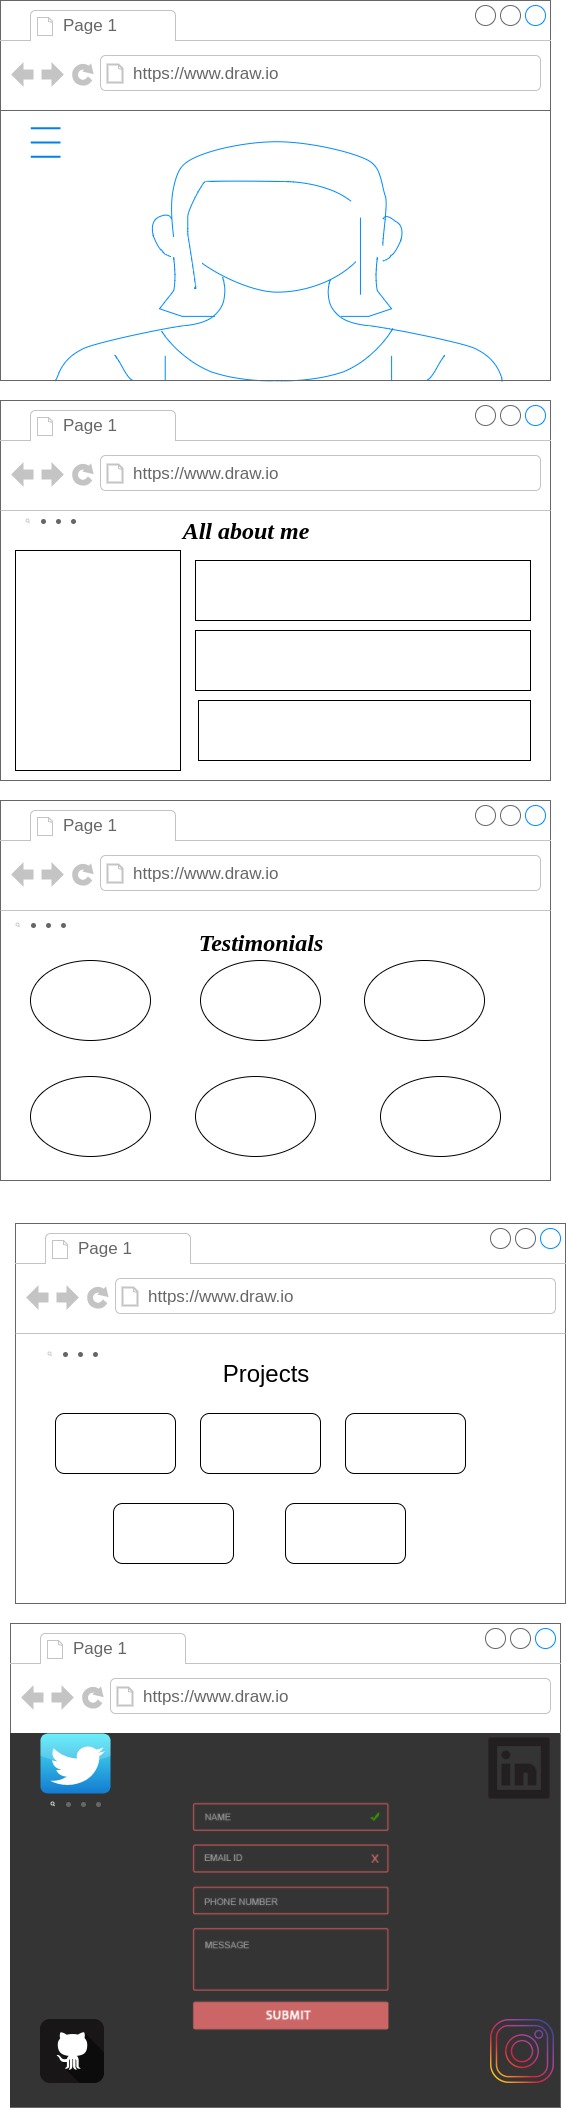 Page 1
https://www.draw.io
Page 1
https://www.draw.io
All about me
Page 1
https://www.draw.io
Testimonials
Page 1
https://www.draw.io
Projects
Page 1
https://www.draw.io
in
NAME
EMAIL ID
X
PHONE NUMBER
MESSAGE
SUBMIT